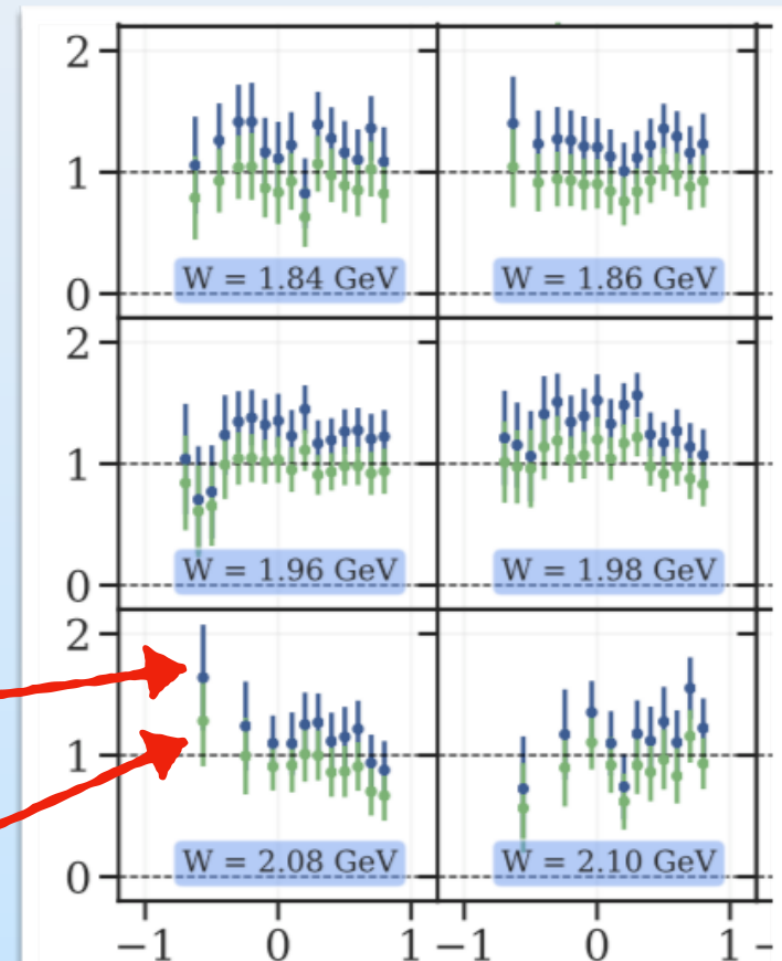 2
1
0
W = 1.84 GeV
W = 1.86 GeV
2
1
0
W = 1.96 GeV
W = 1.98 GeV
2
1
0
W = 2.08 GeV
W = 2.10 GeV
−1 0 1 −1 0 1 -